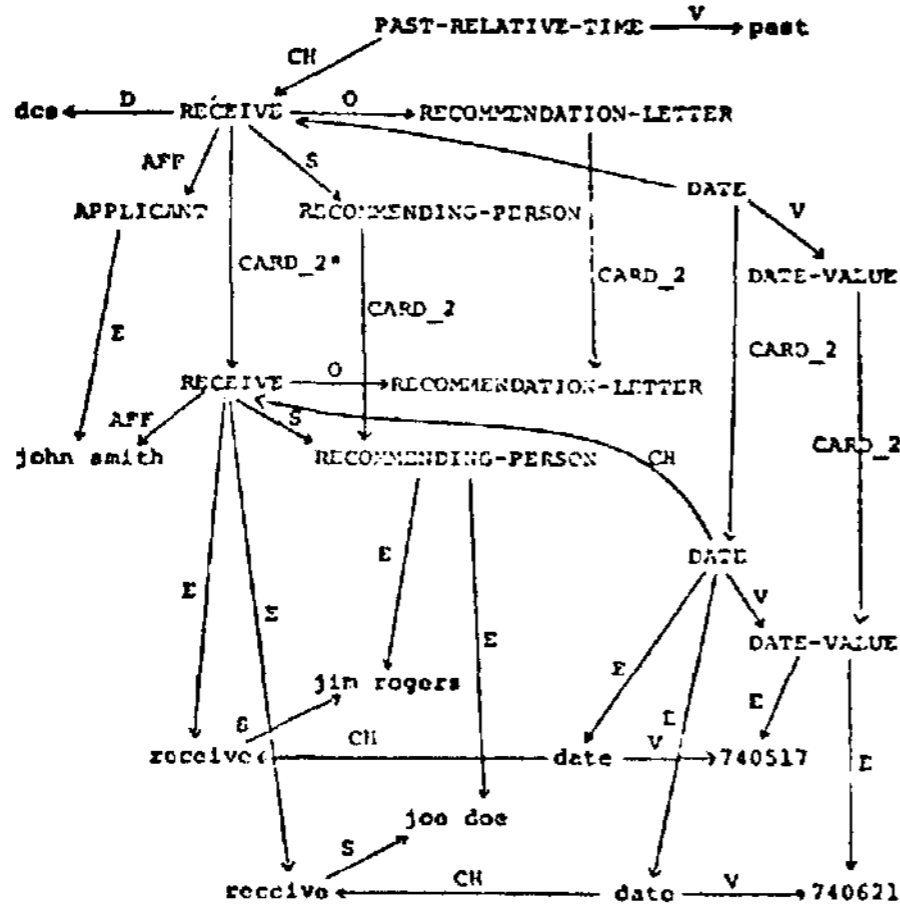 PAST-RELATIVE-TIME V past
CH
dcs D RECEIVE O RECOMMENDATION-LETTER
AFF S DATE
APPLICANT RECOMMENDING-PERSON V
CARD_2* CARD_2 DATE-VALUE
E CARD_2 CARD_2
RECEIVE O RECOMMENDATION-LETTER
AFF S
john smith RECOMMENDING-PERSON CH CARD_2
E DATE
E E V
E E DATE-VALUE
jim rogers E
S E
receive CH date V 740517 E
joe doe
S
receive CH date V 740621